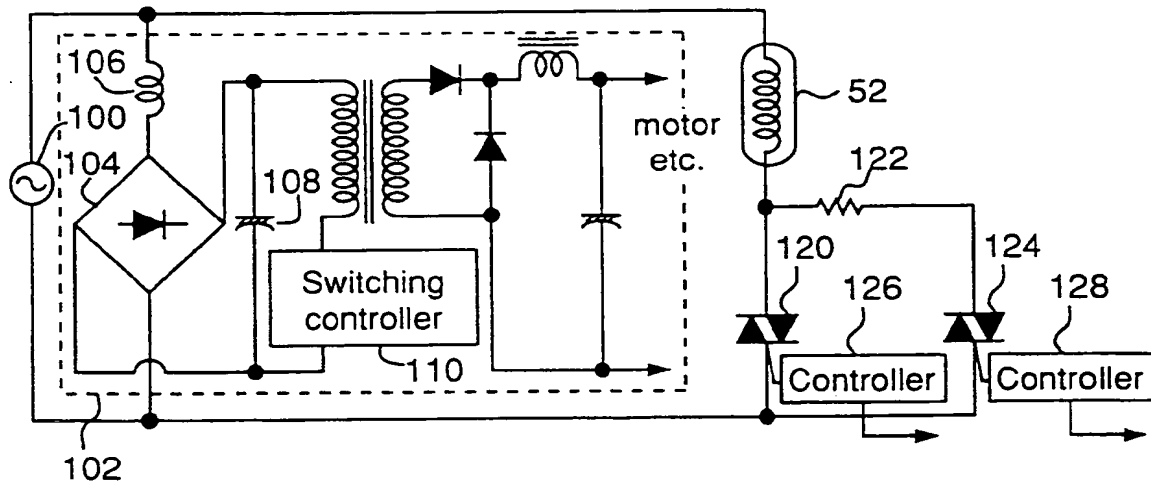 106
100
104
108
Switching
controller
110
102
motor
etc.
52
122
120
124
126
128
Controller
Controller